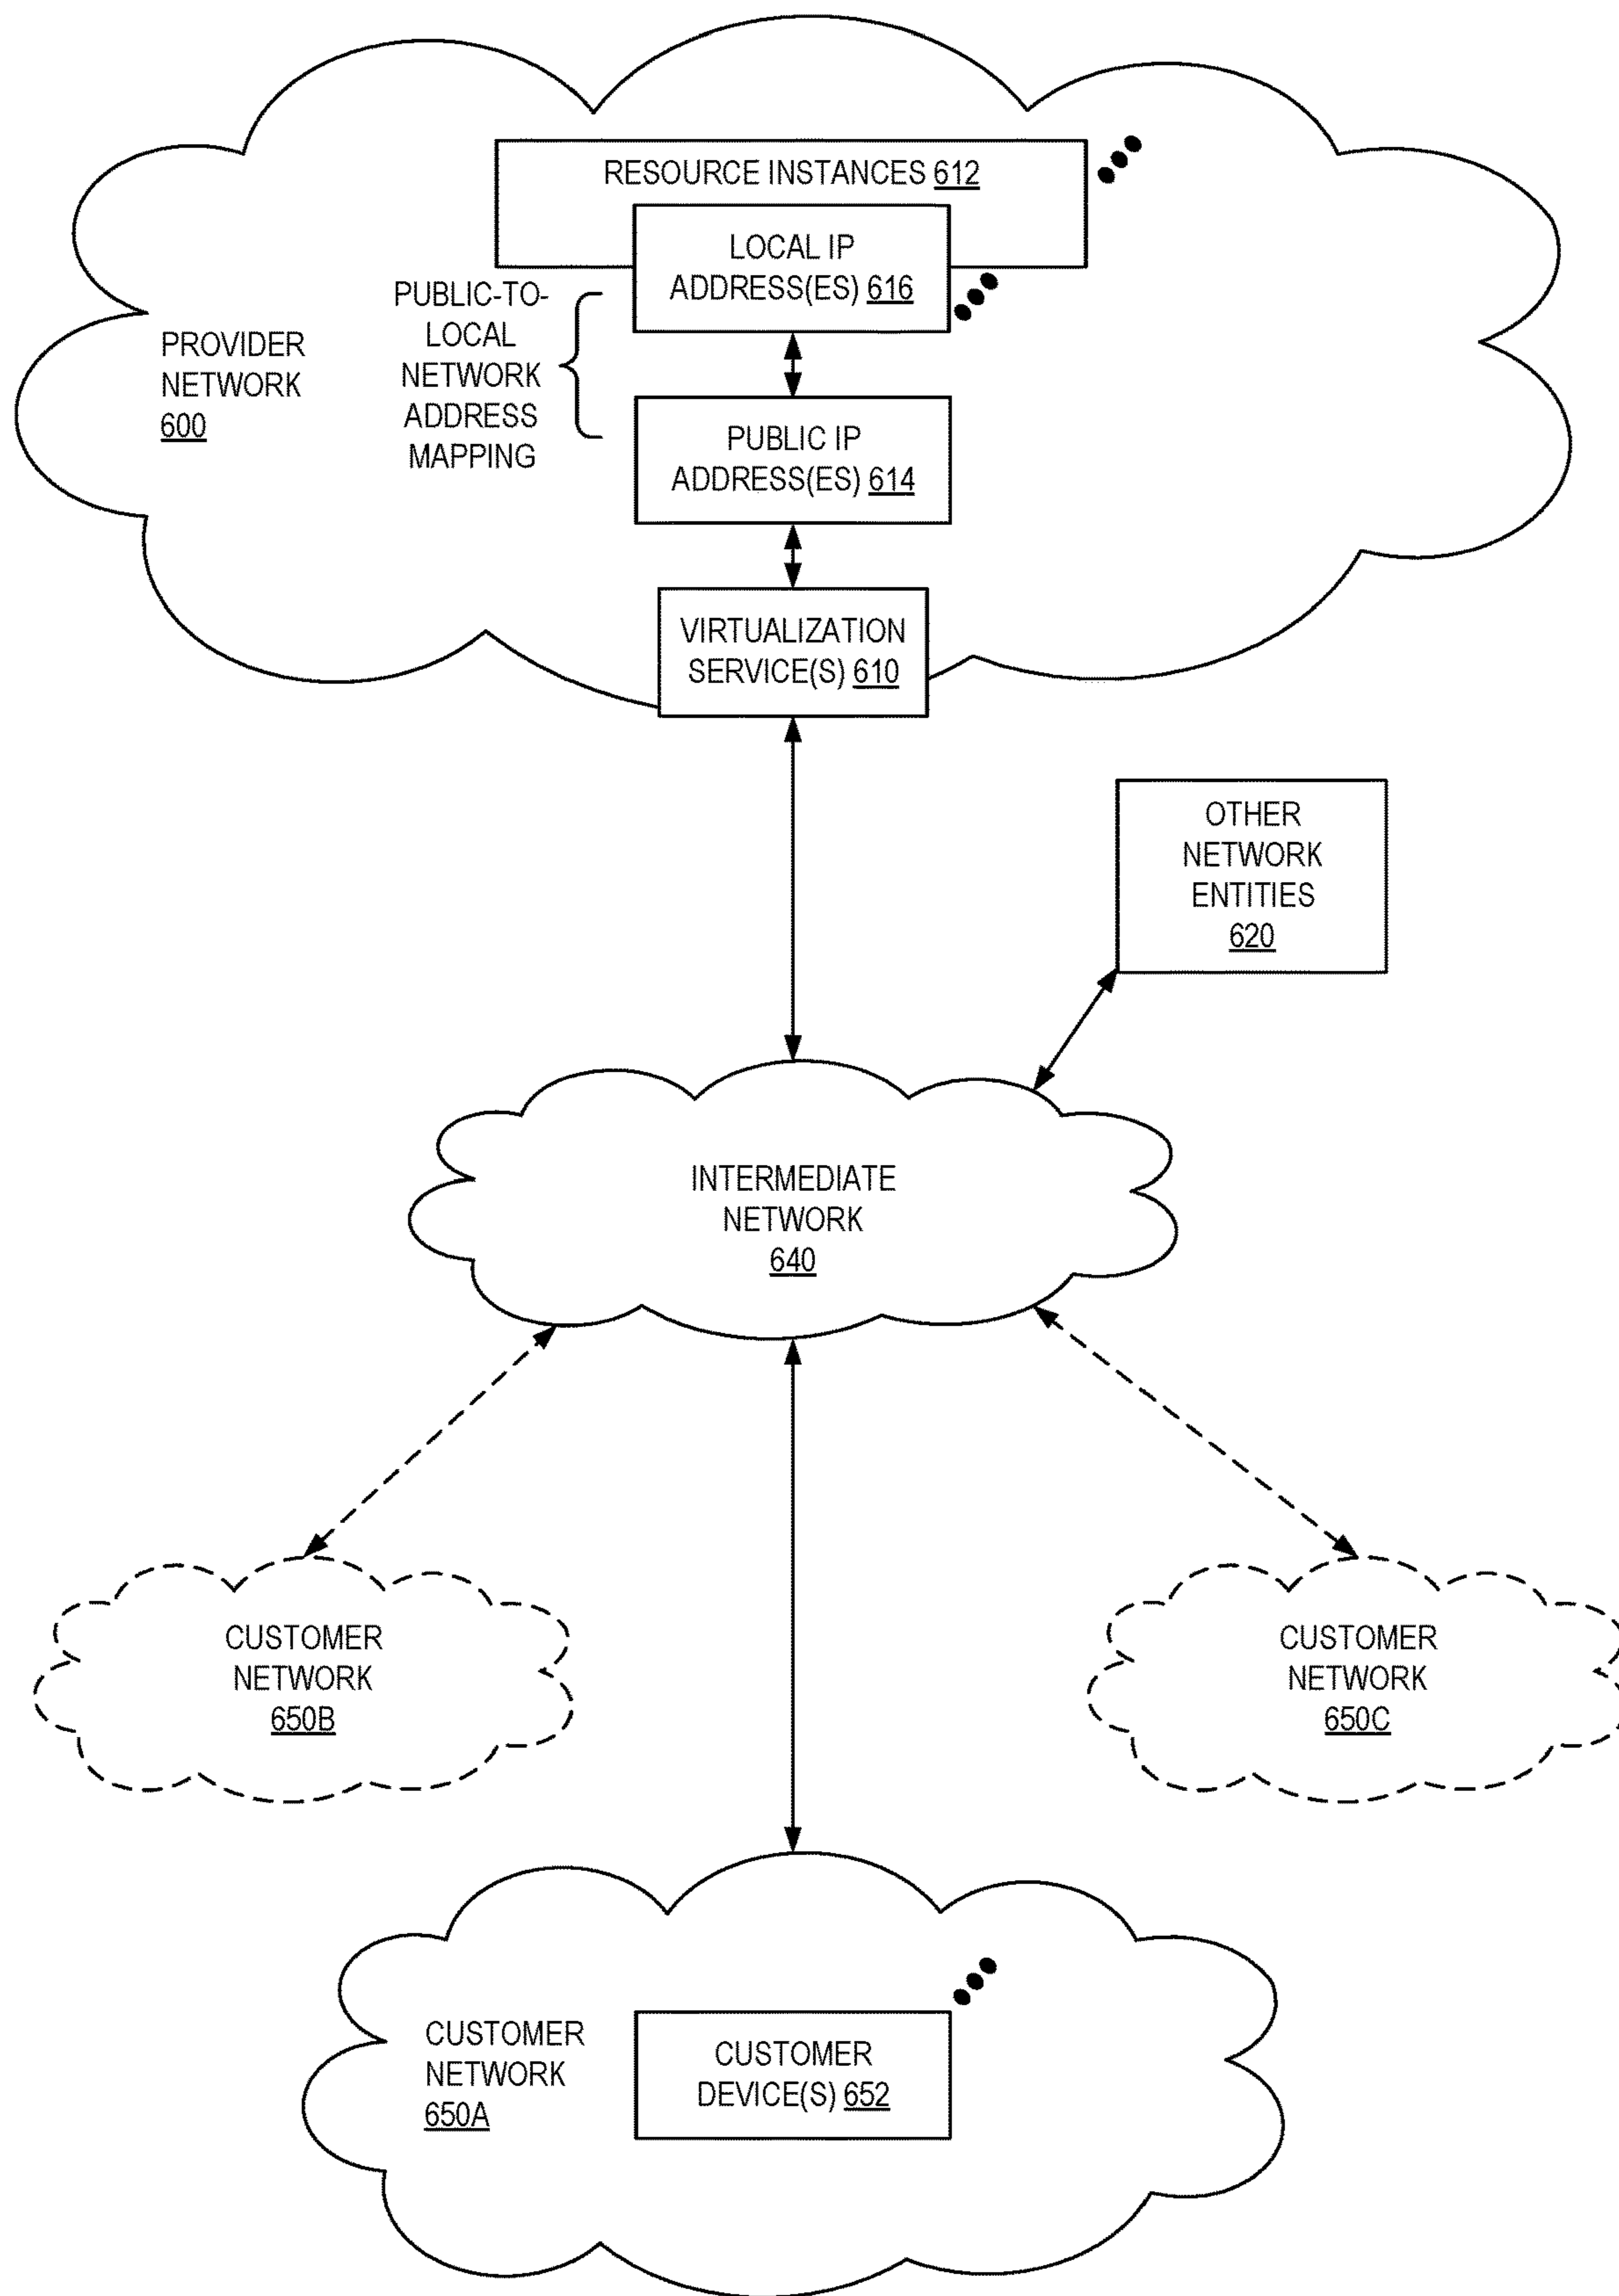 RESOURCE INSTANCES 612
LOCAL IP
ADDRESS(ES) 616
PUBLIC-TO-
LOCAL
NETWORK
ADDRESS
MAPPING
PROVIDER
NETWORK
600
PUBLIC IP
ADDRESS(ES) 614
VIRTUALIZATION
SERVICE(S) 610
OTHER
NETWORK
ENTITIES
620
INTERMEDIATE
NETWORK
640
CUSTOMER
NETWORK
650B
CUSTOMER
NETWORK
650C
CUSTOMER
NETWORK
650A
CUSTOMER
DEVICE(S) 652